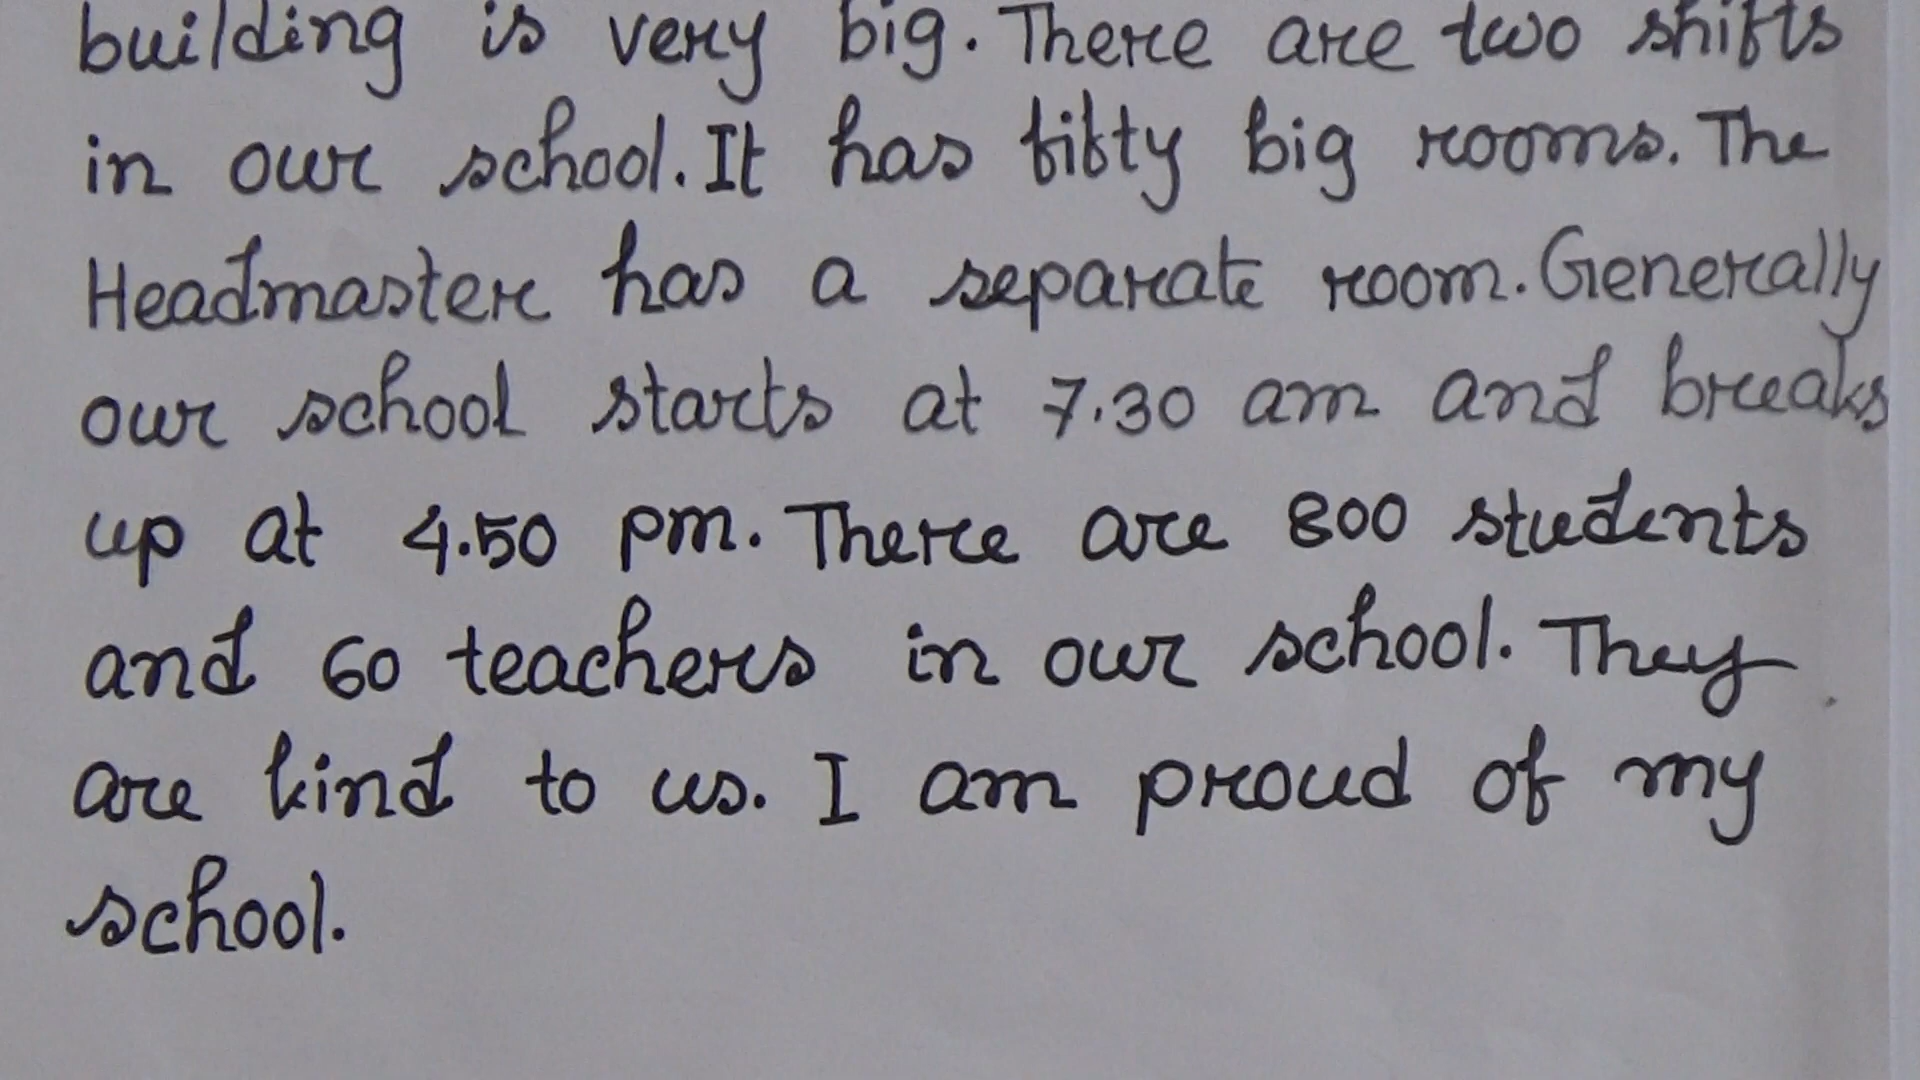 building is very big. There are two shifts
in our school. It has fifty big rooms. The
Headmaster has a separate room. Generally
our school starts at 7.30 am and breaks
up at 4.50 pm. There are 800 students
and 60 teachers in our school. They
are kind to us. I am proud of my
school.